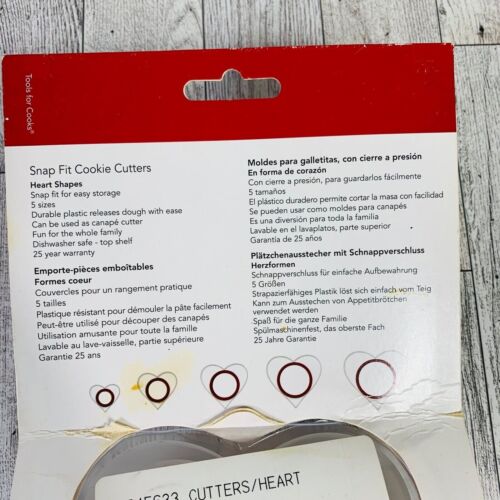 Tools for Cooks®
Snap Fit Cookie Cutters
Heart Shapes
Snap fit for easy storage
5 sizes
Durable plastic releases dough with ease
Can be used as canapé cutter
Fun for the whole family
Dishwasher safe - top shelf
25 year warranty
Emporte-pièces emboîtables
Formes coeur
Couvercles pour un rangement pratique
5 tailles
Plastique résistant pour démouler la pâte facilement
Peut-être utilisé pour découper des canapés
Utilisation amusante pour toute la famille
Lavable au lave-vaisselle, partie supérieure
Garantie 25 ans
Moldes para galletitas, con cierre a presión
En forma de corazón
Con cierre a presión, para guardarlos fácilmente
5 tamaños
El plástico duradero permite cortar la masa con facilidad
Se pueden usar como moldes para canapés
Es una diversión para toda la familia
Lavable en el lavaplatos, parte superior
Garantía de 25 años
Plätzchenausstecher mit Schnappverschluss
Herzformen
Schnappverschluss für einfache Aufbewahrung
5 Größen
Strapazierfähiges Plastik löst sich einfach vom Teig
Kann zum Ausstechen von Appetitbrötchen
verwendet werden
Spaß für die ganze Familie
Spülmaschinenfest, das oberste Fach
25 Jahre Garantie
CUTTERS/HEART